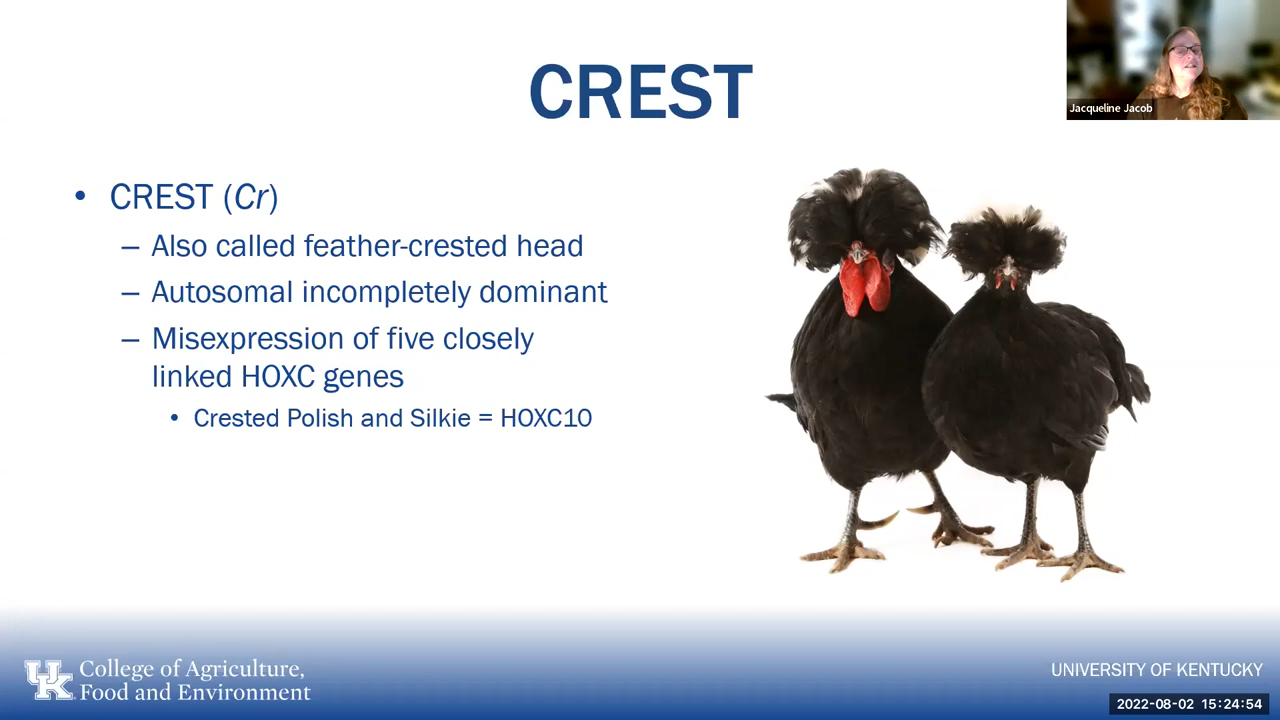 CREST
Jacqueline Jacob
• CREST (Cr)
– Also called feather-crested head
– Autosomal incompletely dominant
– Misexpression of five closely
linked HOXC genes
• Crested Polish and Silkie = HOXC10
UK College of Agriculture,
Food and Environment
UNIVERSITY OF KENTUCKY
2022-08-02 15:24:54